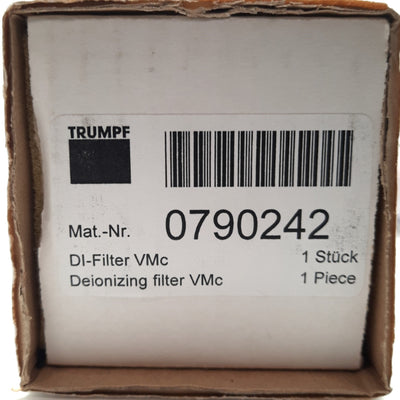 TRUMPF
Mat.-Nr. 0790242
DI-Filter VMc 1 Stück
Deionizing filter VMc 1 Piece